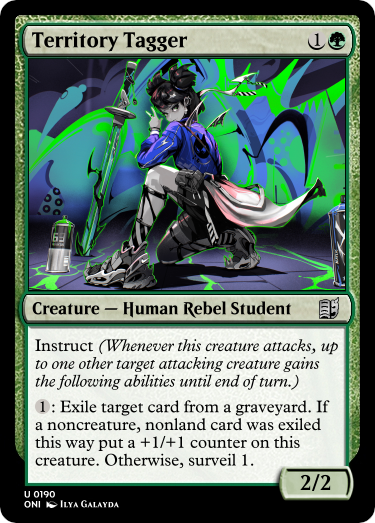 Territory Tagger 1
Creature — Human Rebel Student
Instruct (Whenever this creature attacks, up
to one other target attacking creature gains
the following abilities until end of turn.)
1: Exile target card from a graveyard. If
a noncreature, nonland card was exiled
this way put a +1/+1 counter on this
creature. Otherwise, surveil 1.
2/2
U 0190
ONI Ilya Galayda